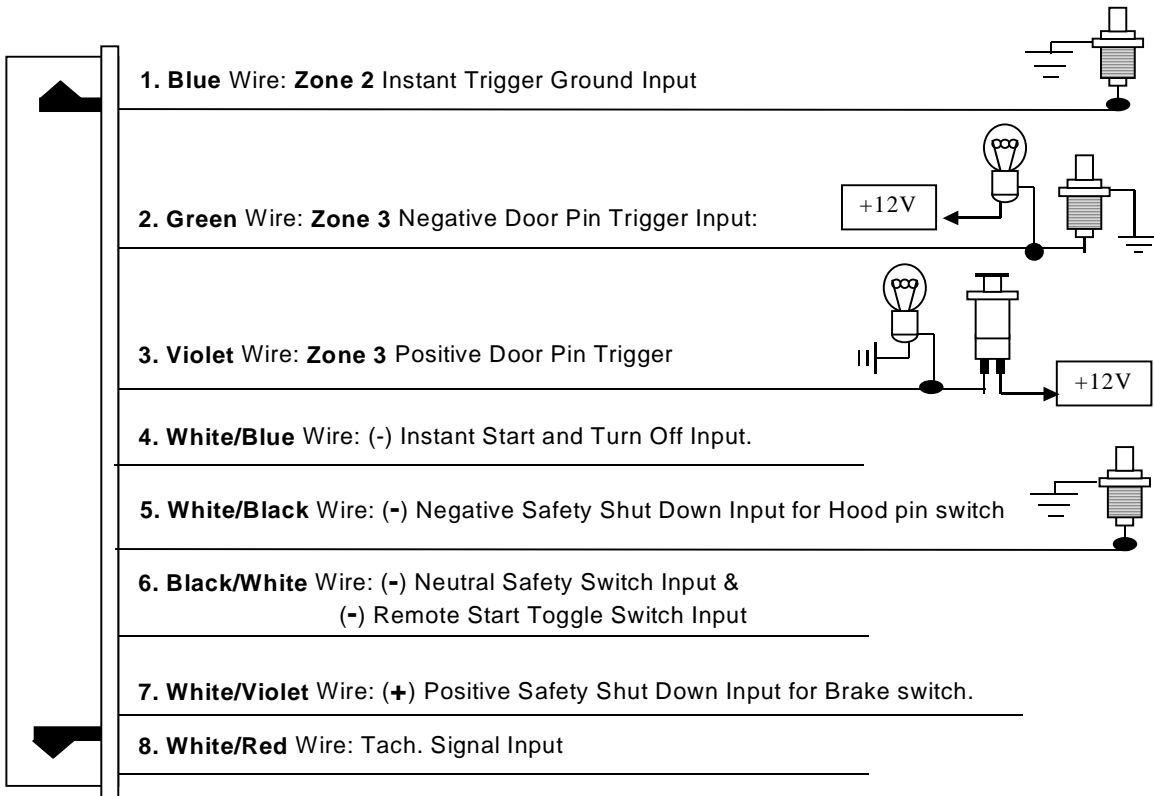 1. Blue Wire: Zone 2 Instant Trigger Ground Input
+12V
2. Green Wire: Zone 3 Negative Door Pin Trigger Input:
3. Violet Wire: Zone 3 Positive Door Pin Trigger
+12V
4. White/Blue Wire: (-) Instant Start and Turn Off Input.
5. White/Black Wire: (-) Negative Safety Shut Down Input for Hood pin switch
6. Black/White Wire: (-) Neutral Safety Switch Input &
(-) Remote Start Toggle Switch Input
7. White/Violet Wire: (+) Positive Safety Shut Down Input for Brake switch.
8. White/Red Wire: Tach. Signal Input